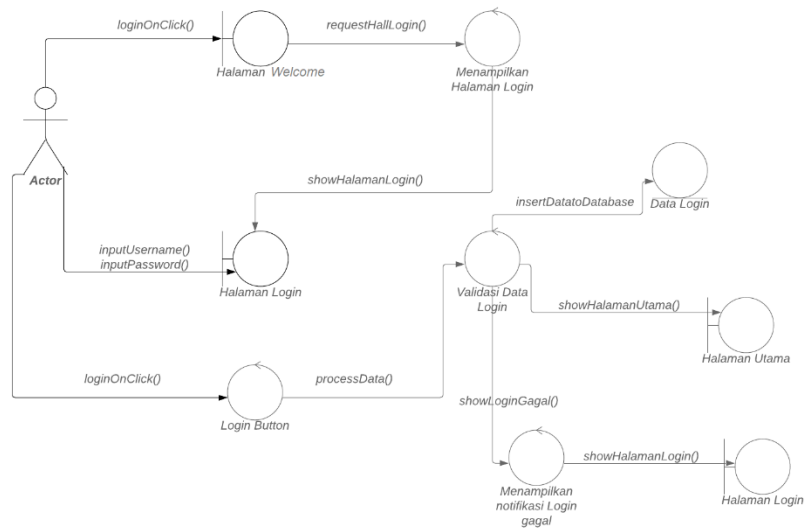 loginOnClick()
requestHallLogin()
Halaman Welcome
Menampilkan
Halaman Login
Actor
showHalamanLogin()
insertDatatoDatabase
Data Login
inputUsername()
inputPassword()
Halaman Login
Validasi Data
Login
showHalamanUtama()
Halaman Utama
loginOnClick()
processData()
Login Button
showLoginGagal()
showHalamanLogin()
Menampilkan
notifikasi Login
gagal
Halaman Login